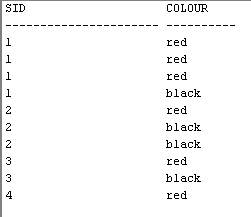 SID COLOUR
---------------------- ----------
1 red
1 red
1 red
1 black
2 red
2 black
2 black
3 red
3 black
4 red